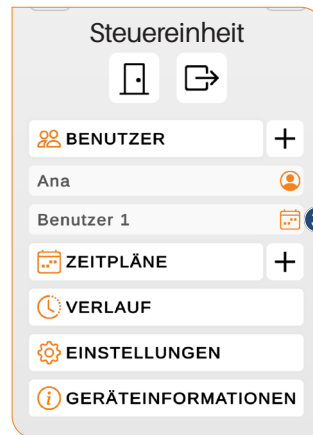 Steuereinheit
BENUTZER
Ana
Benutzer 1
ZEITPLÄNE
VERLAUF
EINSTELLUNGEN
GERÄTEINFORMATIONEN